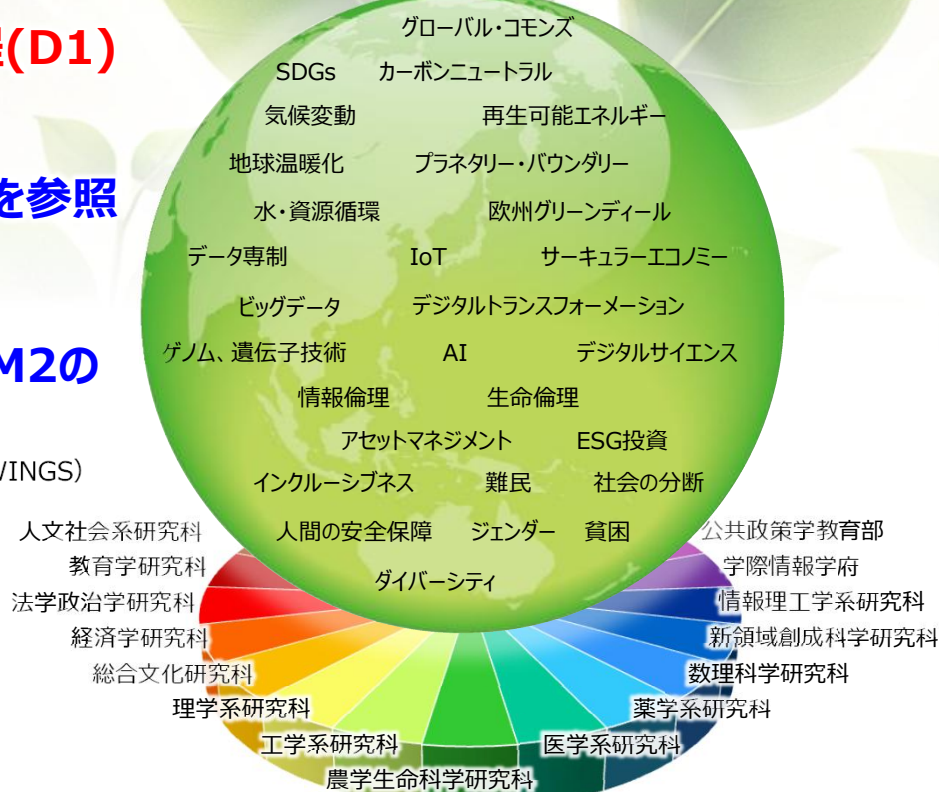 程(D1)
を参照
M2の
WINGS)
グローバル・コモンズ
SDGs カーボンニュートラル
気候変動 再生可能エネルギー
地球温暖化 プラネタリー・バウンダリー
水・資源循環 欧州グリーンディール
データ専制 IoT サーキュラーエコノミー
ビッグデータ デジタルトランスフォーメーション
ゲノム、遺伝子技術 AI デジタルサイエンス
情報倫理 生命倫理
アセットマネジメント ESG投資
インクルーシブネス 難民 社会の分断
人間の安全保障 ジェンダー 貧困
ダイバーシティ
人文社会系研究科
教育学研究科
法学政治学研究科
経済学研究科
総合文化研究科
理学系研究科
工学系研究科
農学生命科学研究科
医学系研究科
薬学系研究科
数理科学研究科
新領域創成科学研究科
情報理工学系研究科
学際情報学府
公共政策学教育部